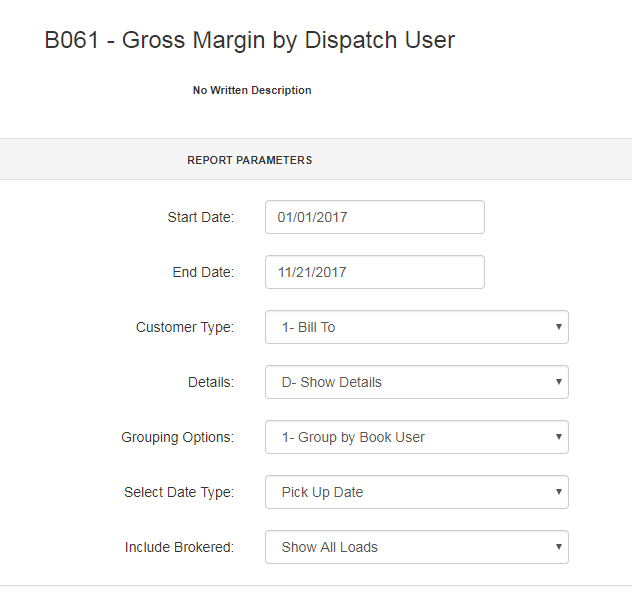 B061 - Gross Margin by Dispatch User
No Written Description
REPORT PARAMETERS
Start Date: 01/01/2017
End Date: 11/21/2017
Customer Type: 1- Bill To
Details: D- Show Details
Grouping Options: 1- Group by Book User
Select Date Type: Pick Up Date
Include Brokered: Show All Loads